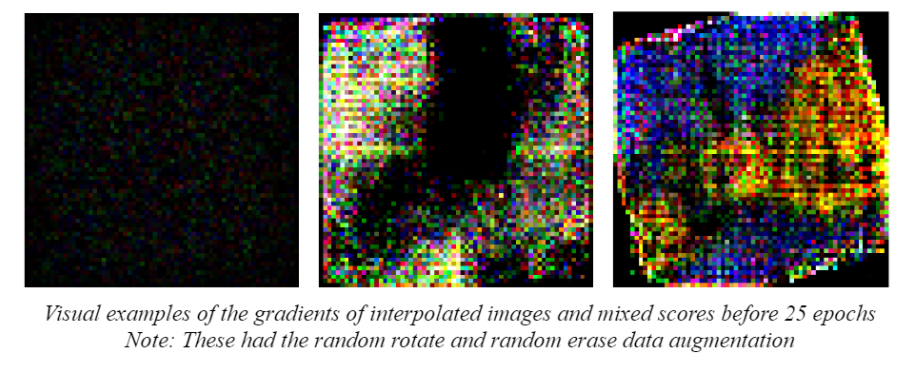 Visual examples of the gradients of interpolated images and mixed scores before 25 epochs
Note: These had the random rotate and random erase data augmentation